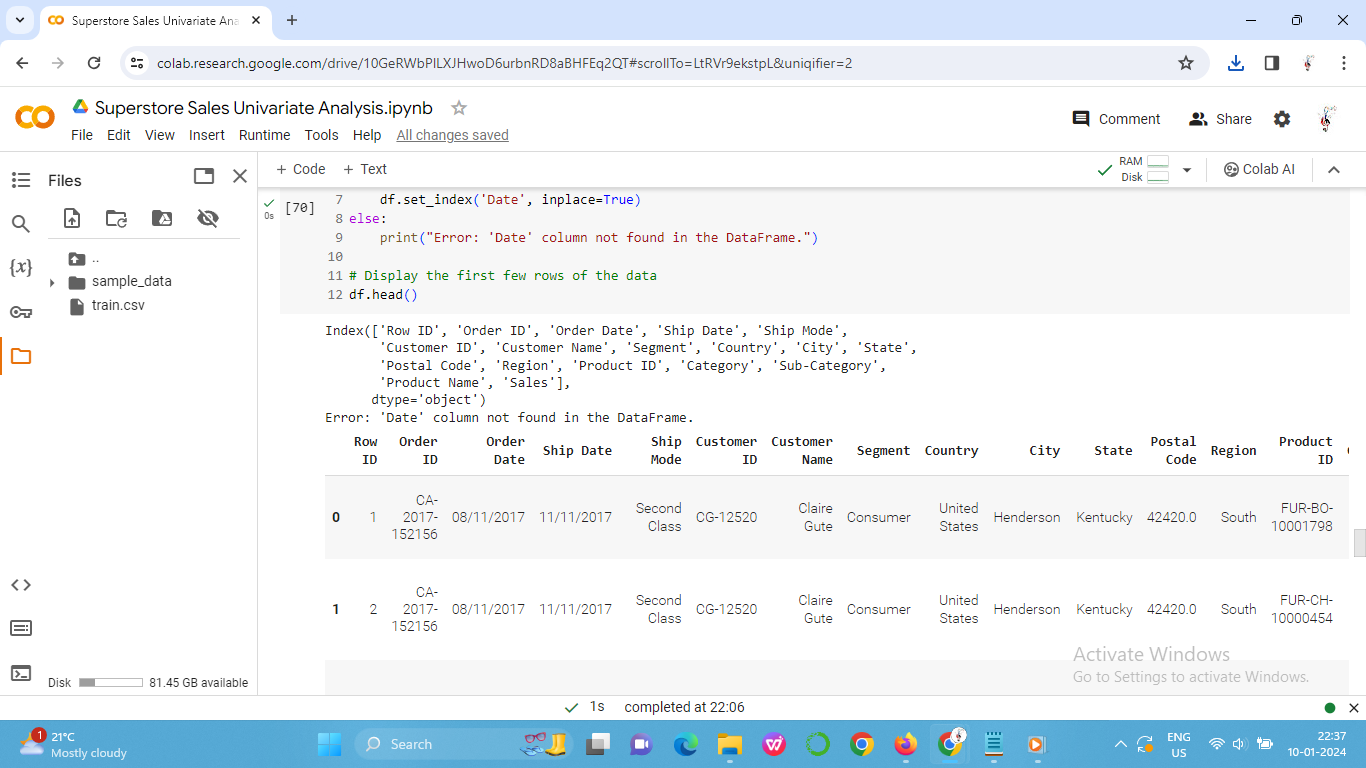 Superstore Sales Univariate Ana
colab.research.google.com/drive/10GeRWbPlLXJHwoD6urbnRD8aBHFEq2QT#scrollTo=LtRVr9ekstpL&uniqifier=2
Superstore Sales Univariate Analysis.ipynb
Comment Share
File Edit View Insert Runtime Tools Help All changes saved
Files
+ Code + Text
RAM
Disk
Colab AI
..
sample_data
train.csv
{x}
[70]
0s
7 df.set_index('Date', inplace=True)
8 else:
9 print("Error: 'Date' column not found in the DataFrame.")
10
11 # Display the first few rows of the data
12 df.head()
Index(['Row ID', 'Order ID', 'Order Date', 'Ship Date', 'Ship Mode',
'Customer ID', 'Customer Name', 'Segment', 'Country', 'City', 'State',
'Postal Code', 'Region', 'Product ID', 'Category', 'Sub-Category',
'Product Name', 'Sales'],
dtype='object')
Error: 'Date' column not found in the DataFrame.
Row Order Order Ship Date Ship Customer Customer Segment Country City State Postal Region Product
ID ID Date Mode ID Name Code ID
CA-
0 1 2017- 08/11/2017 11/11/2017 Second Class CG-12520 Claire Gute Consumer United States Henderson Kentucky 42420.0 South FUR-BO-10001798
152156
CA-
1 2 2017- 08/11/2017 11/11/2017 Second Class CG-12520 Claire Gute Consumer United States Henderson Kentucky 42420.0 South FUR-CH-10000454
152156
Activate Windows
Go to Settings to activate Windows.
Disk 81.45 GB available
1s completed at 22:06
1
21°C
Mostly cloudy
Search
ENG
US
22:37
10-01-2024